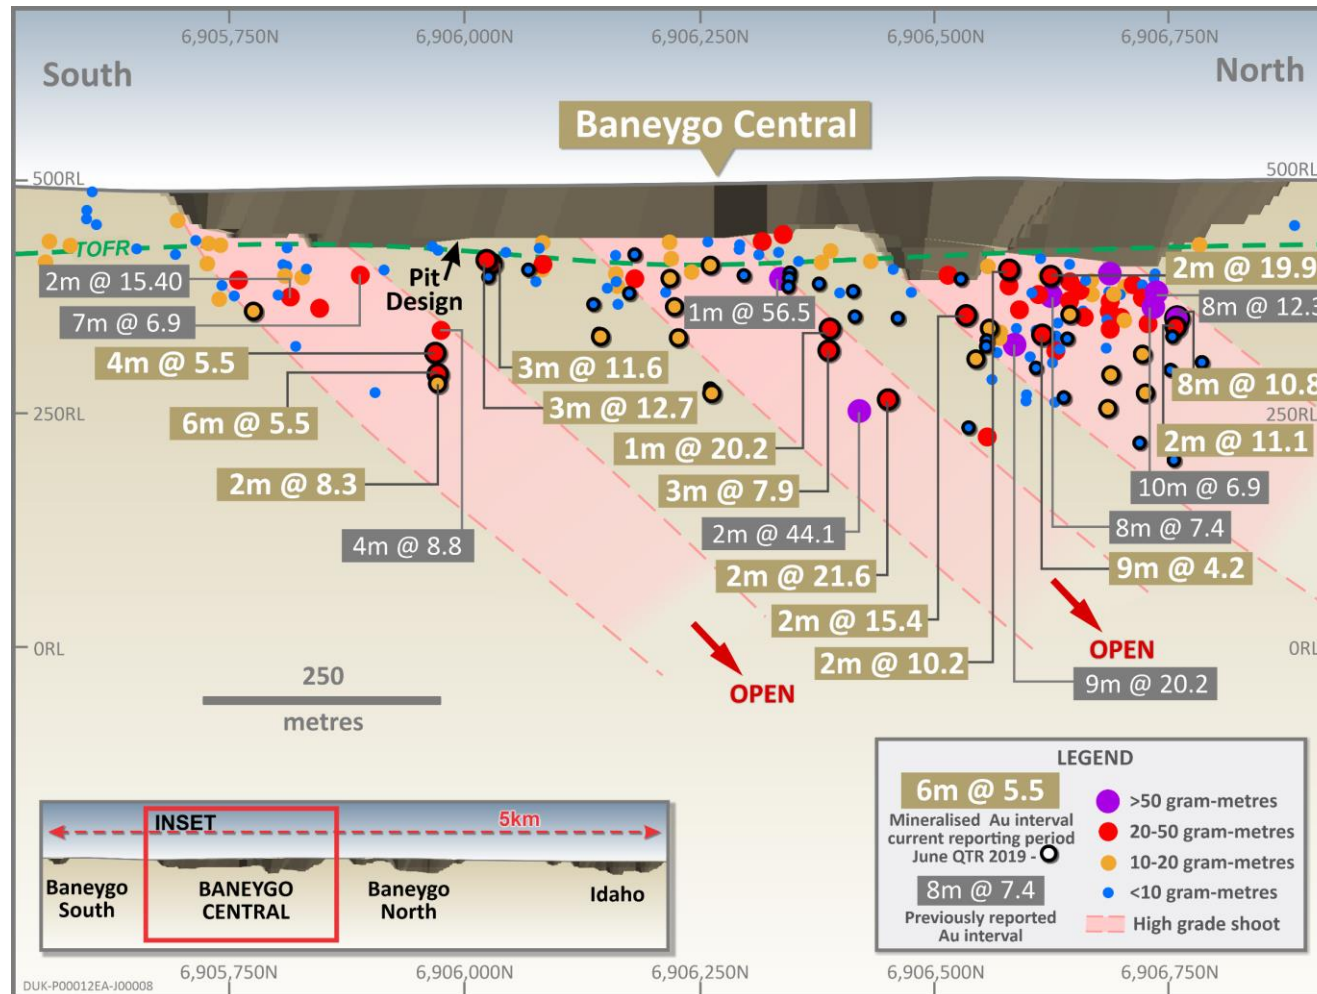 6,905,750N
6,906,000N
6,906,250N
6,906,500N
6,906,750N
South
North
Baneygo Central
500RL
500RL
TOFR
Pit
Design
2m @ 15.40
7m @ 6.9
4m @ 5.5
6m @ 5.5
2m @ 8.3
4m @ 8.8
3m @ 11.6
3m @ 12.7
1m @ 56.5
1m @ 20.2
3m @ 7.9
2m @ 44.1
2m @ 21.6
2m @ 15.4
2m @ 10.2
2m @ 19.9
8m @ 12.3
8m @ 10.8
2m @ 11.1
10m @ 6.9
8m @ 7.4
9m @ 4.2
9m @ 20.2
250RL
250RL
0RL
0RL
OPEN
OPEN
250
metres
INSET
5km
Baneygo
South
BANEYGO
CENTRAL
Baneygo
North
Idaho
LEGEND
6m @ 5.5
Mineralised Au interval
current reporting period
June QTR 2019 -
8m @ 7.4
Previously reported
Au interval
>50 gram-metres
20-50 gram-metres
10-20 gram-metres
<10 gram-metres
High grade shoot
DUK-P00012EA-J00008
6,905,750N
6,906,000N
6,906,250N
6,906,500N
6,906,750N